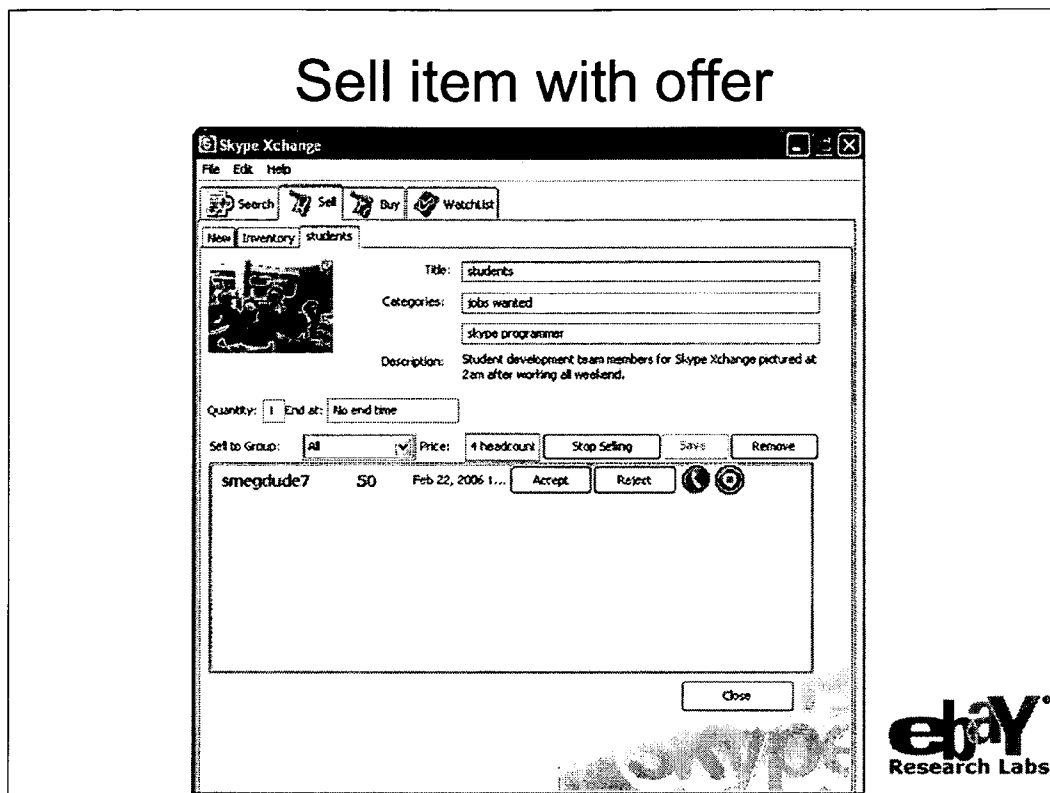 Sell item with offer
Skype Xchange
File Edit Help
Search Sell Buy WatchList
New Inventory students
Title: students
Categories: jobs wanted
skype programmer
Description: Student development team members for Skype Xchange pictured at
2am after working all weekend.
Quantity: 1 End at: No end time
Sell to Group: All Price: 4 headcount Stop Selling Save Remove
smegdude7 50 Feb 22, 2006 1... Accept Reject
Close
skype
ebaY®
Research Labs